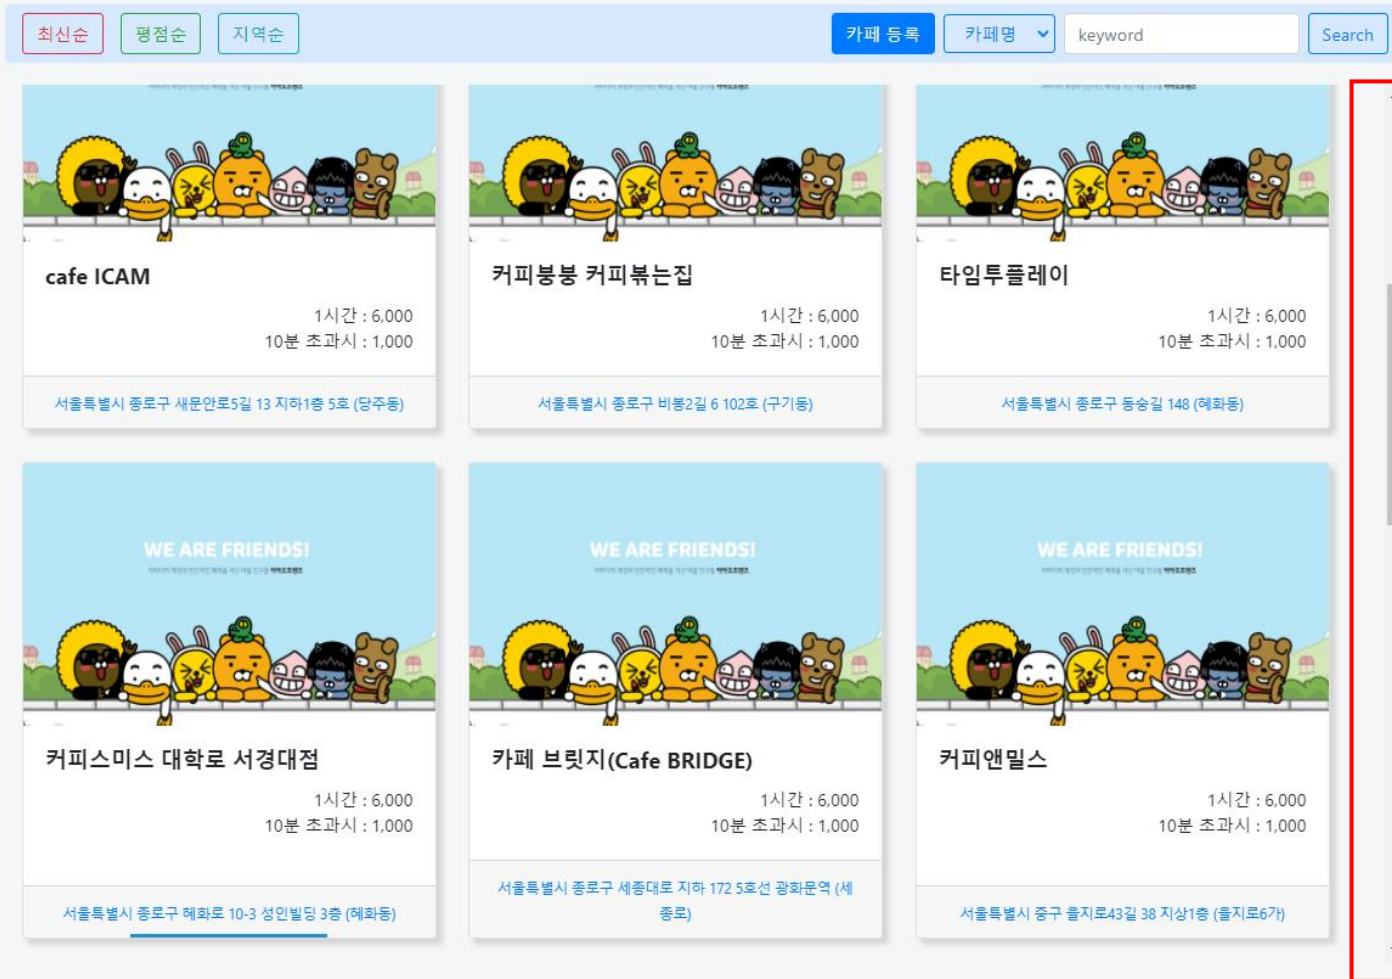 최신순 평점순 지역순 카페 등록 카페명 keyword Search
cafe ICAM
1시간 : 6,000
10분 초과시 : 1,000
서울특별시 종로구 새문안로5길 13 지하1층 5호 (당주동)
커피붕붕 커피볶는집
1시간 : 6,000
10분 초과시 : 1,000
서울특별시 종로구 비봉2길 6 102호 (구기동)
타임투플레이
1시간 : 6,000
10분 초과시 : 1,000
서울특별시 종로구 동숭길 148 (혜화동)
WE ARE FRIENDS!
커피스미스 대학로 서경대점
1시간 : 6,000
10분 초과시 : 1,000
서울특별시 종로구 혜화로 10-3 성인빌딩 3층 (혜화동)
WE ARE FRIENDS!
카페 브릿지(Cafe BRIDGE)
1시간 : 6,000
10분 초과시 : 1,000
서울특별시 종로구 세종대로 지하 172 5호선 광화문역 (세
종로)
WE ARE FRIENDS!
커피앤밀스
1시간 : 6,000
10분 초과시 : 1,000
서울특별시 중구 을지로43길 38 지상1층 (을지로6가)